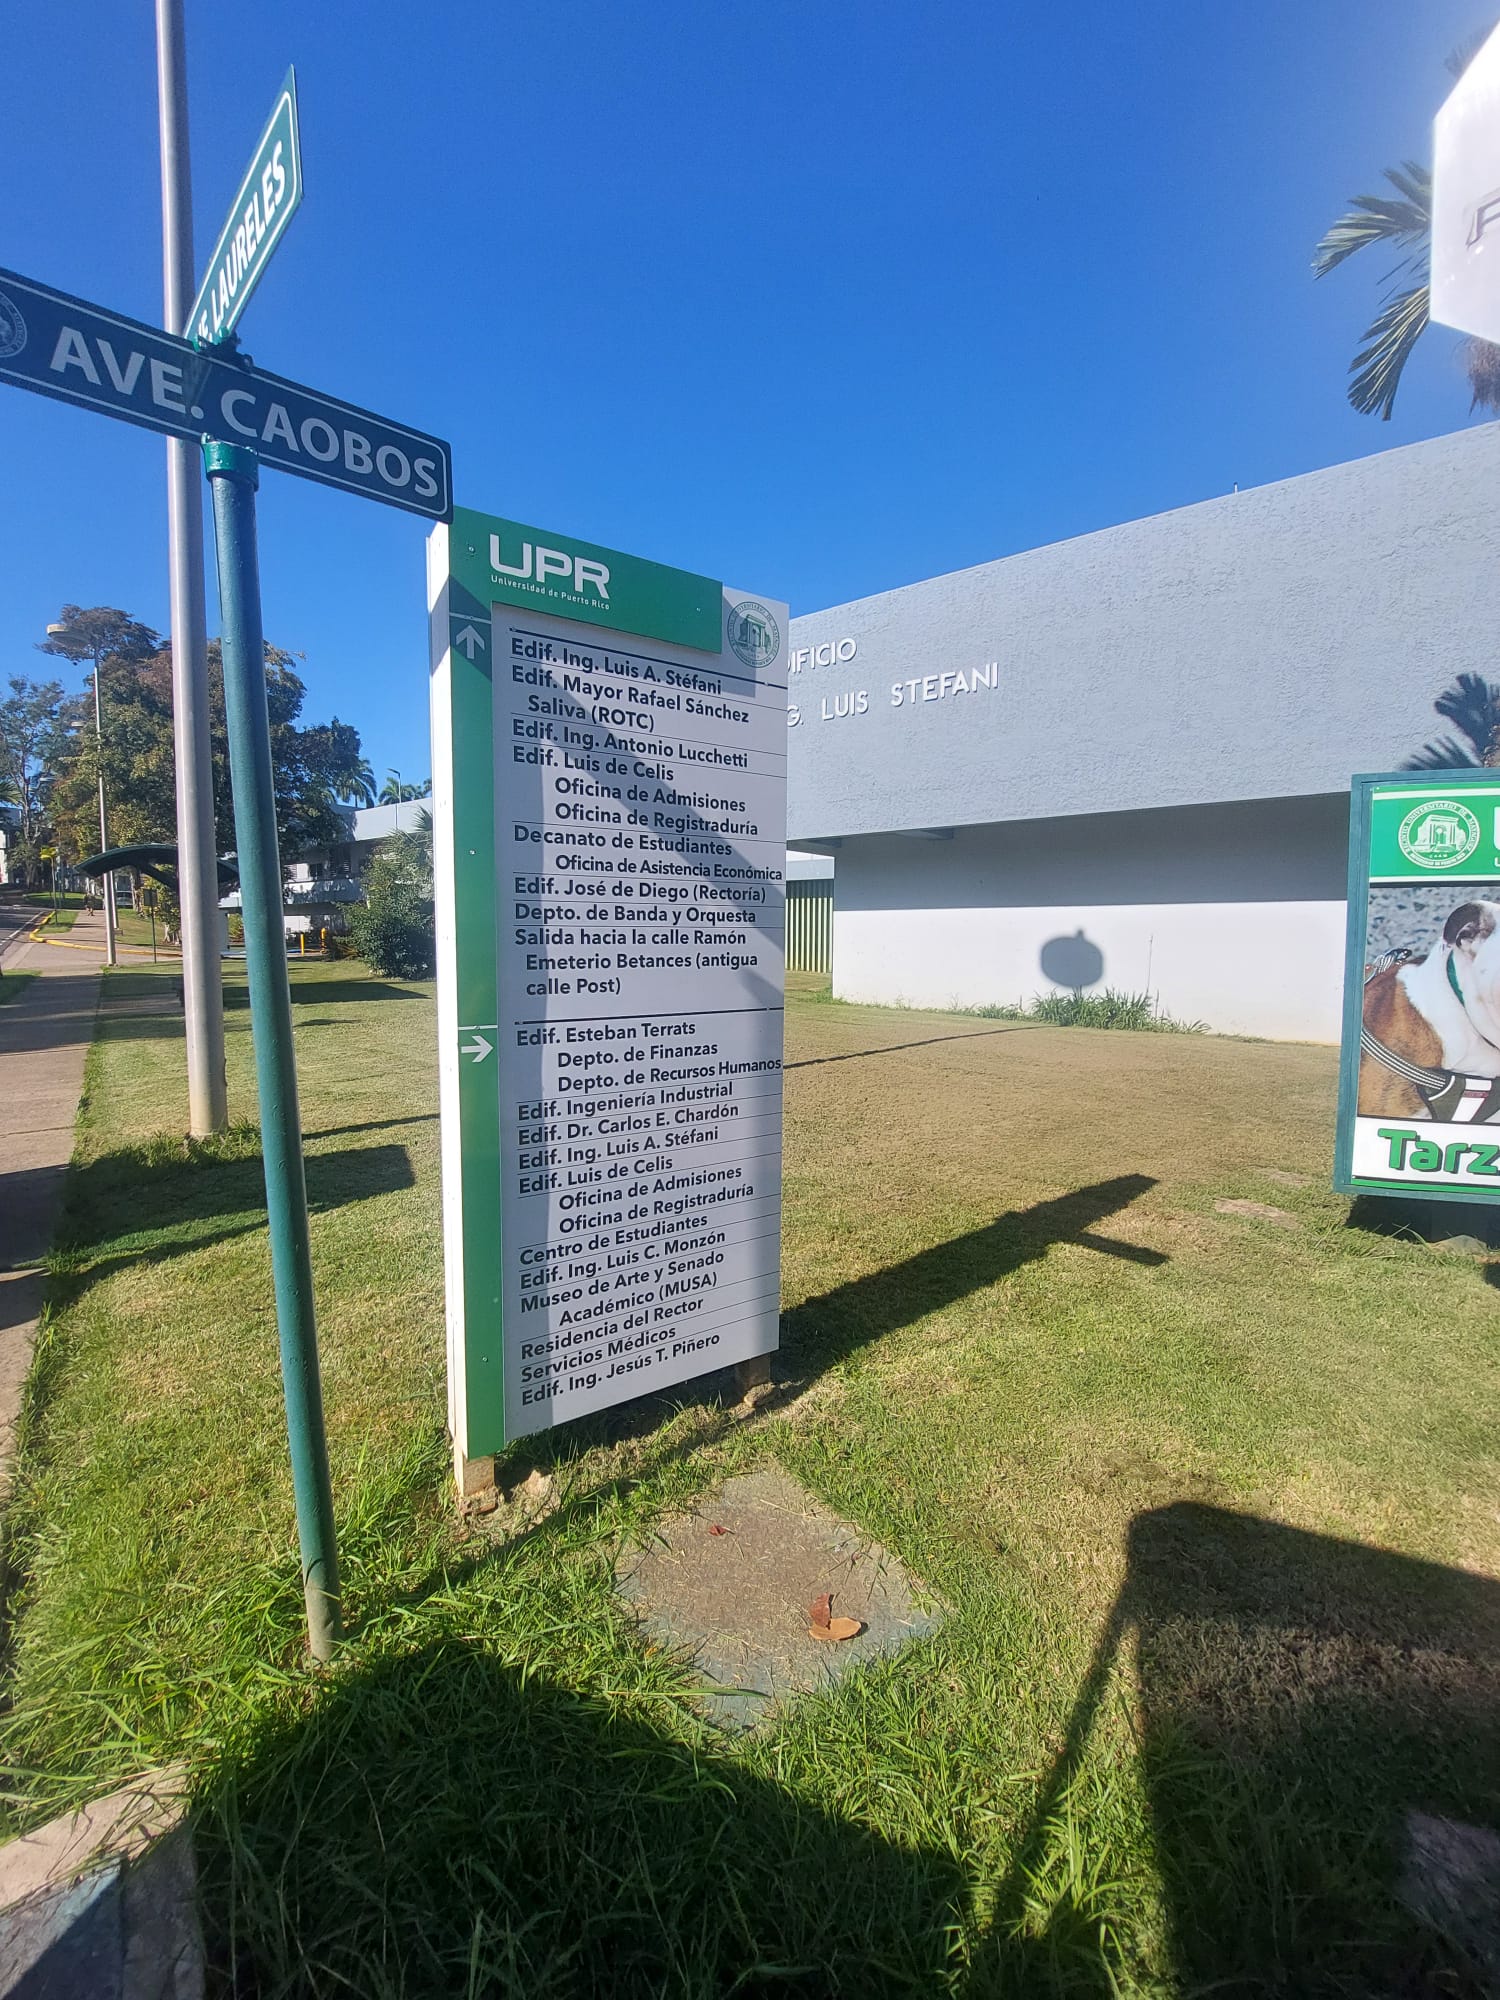 LAURELES
AVE. CAOBOS
UPR
Universidad de Puerto Rico
Edif. Ing. Luis A. Stéfani
Edif. Mayor Rafael Sánchez
Saliva (ROTC)
Edif. Ing. Antonio Lucchetti
Edif. Luis de Celis
Oficina de Admisiones
Oficina de Registraduría
Decanato de Estudiantes
Oficina de Asistencia Económica
Edif. José de Diego (Rectoría)
Depto. de Banda y Orquesta
Salida hacia la calle Ramón
Emeterio Betances (antigua
calle Post)
Edif. Esteban Terrats
Depto. de Finanzas
Depto. de Recursos Humanos
Edif. Ingeniería Industrial
Edif. Dr. Carlos E. Chardón
Edif. Ing. Luis A. Stéfani
Edif. Luis de Celis
Oficina de Admisiones
Oficina de Registraduría
Centro de Estudiantes
Edif. Ing. Luis C. Monzón
Museo de Arte y Senado
Académico (MUSA)
Residencia del Rector
Servicios Médicos
Edif. Ing. Jesús T. Piñero
IFICIO
G. LUIS STEFANI
Tarz